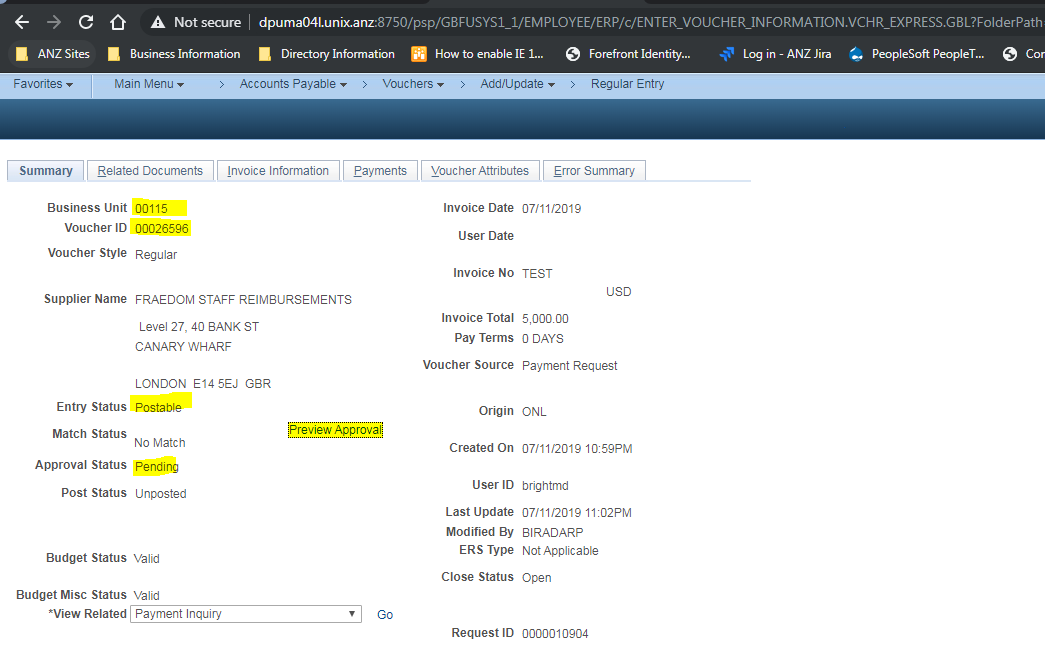 Not secure | dpuma04l.unix.anz:8750/psp/GBFUSYS1_1/EMPLOYEE/ERP/c/ENTER_VOUCHER_INFORMATION.VCHR_EXPRESS.GBL?FolderPath
ANZ Sites Business Information Directory Information How to enable IE 1... Forefront Identity... Log in - ANZ Jira PeopleSoft PeopleT... Cor
Favorites Main Menu > Accounts Payable > Vouchers > Add/Update > Regular Entry
Summary Related Documents Invoice Information Payments Voucher Attributes Error Summary
Business Unit 00115 Invoice Date 07/11/2019
Voucher ID 00026596 User Date
Voucher Style Regular
Invoice No TEST
USD
Supplier Name FRAEDOM STAFF REIMBURSEMENTS
Invoice Total 5,000.00
Level 27, 40 BANK ST
Pay Terms 0 DAYS
CANARY WHARF
Voucher Source Payment Request
LONDON E14 5EJ GBR
Entry Status Postable Origin ONL
Preview Approval
Match Status No Match
Created On 07/11/2019 10:59PM
Approval Status Pending
User ID brightmd
Post Status Unposted
Last Update 07/11/2019 11:02PM
Modified By BIRADARP
ERS Type Not Applicable
Budget Status Valid
Close Status Open
Budget Misc Status Valid
*View Related Payment Inquiry Go
Request ID 0000010904